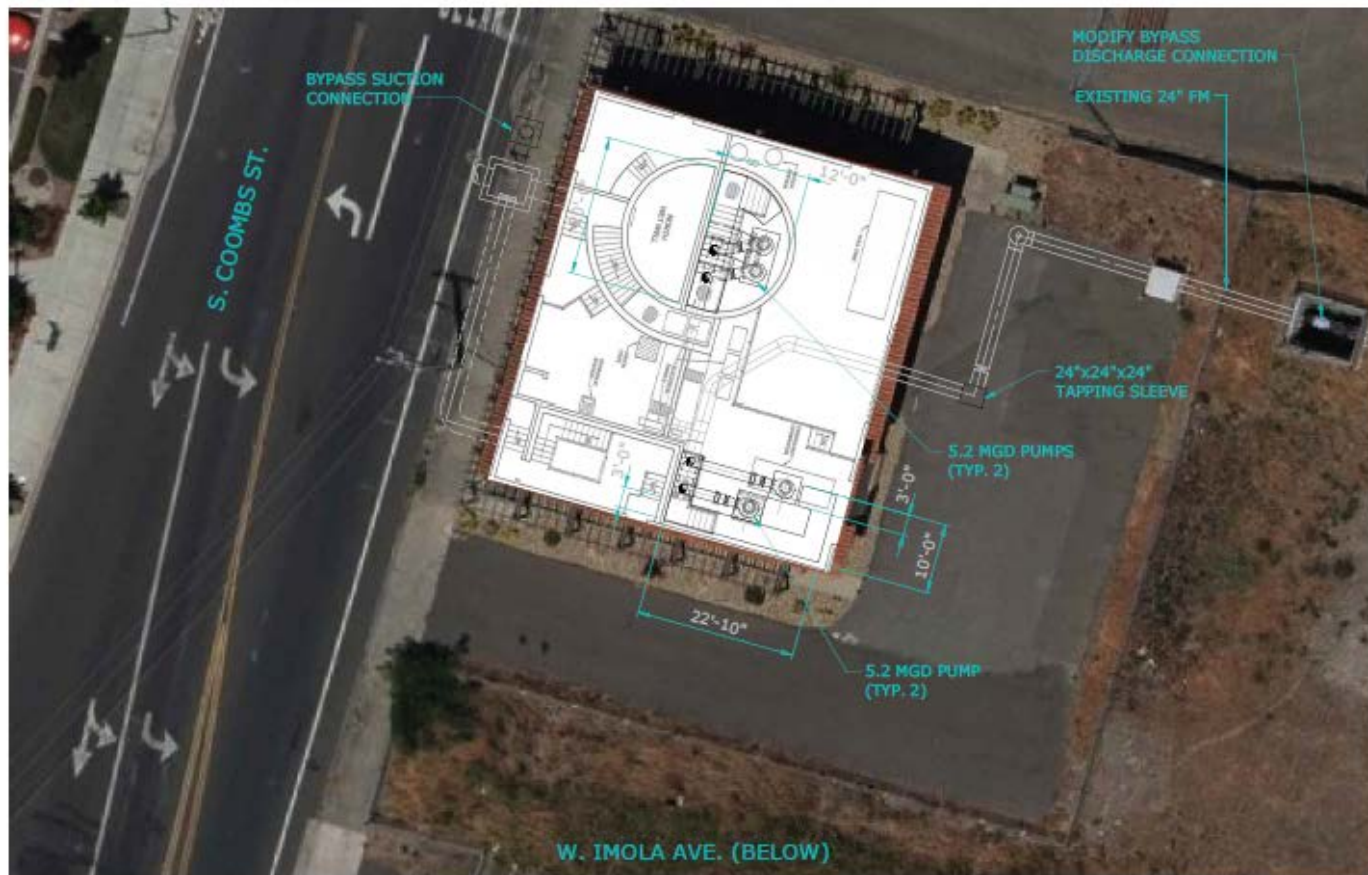 MODIFY BYPASS
DISCHARGE CONNECTION
BYPASS SUCTION
CONNECTION
EXISTING 24" FM
12'-0"
S. COOMBS ST.
24"x24"x24"
TAPPING SLEEVE
5.2 MGD PUMPS
(TYP. 2)
3'-0"
3'-0"
10'-0"
22'-10"
5.2 MGD PUMP
(TYP. 2)
W. IMOLA AVE. (BELOW)